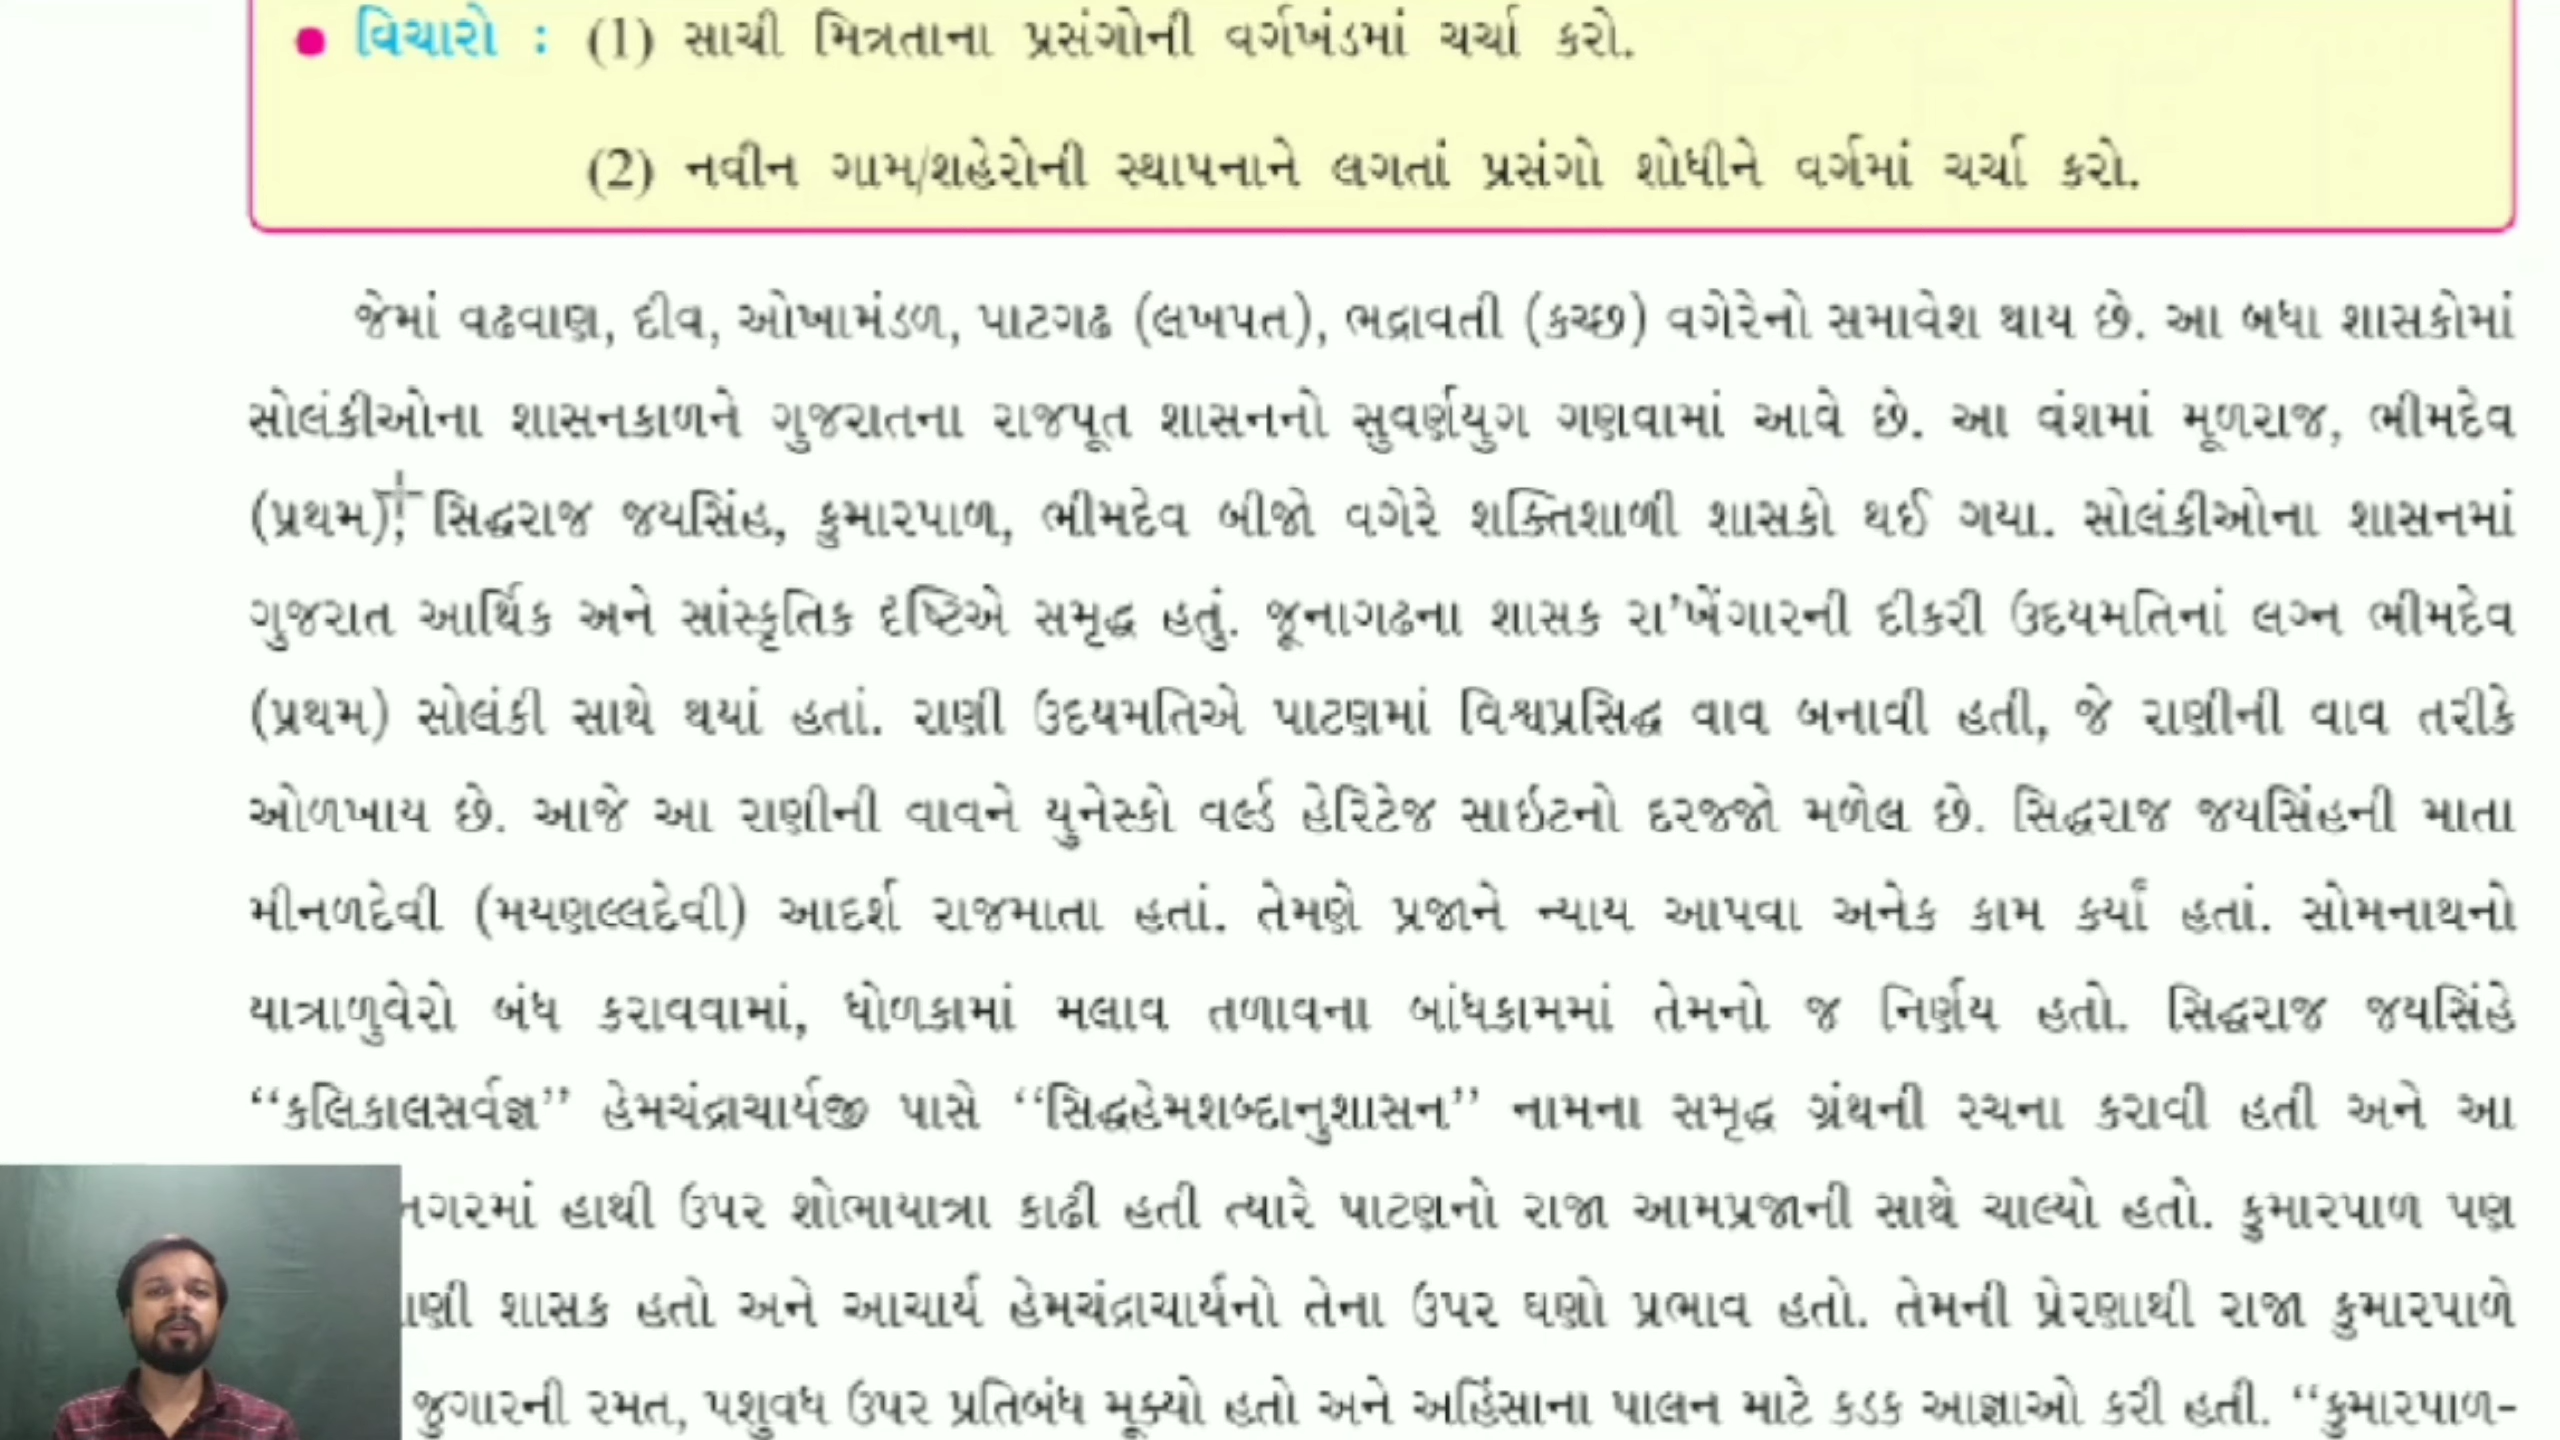 • વિચારો : (1) સાચી મિત્રતાના પ્રસંગોની વર્ગખંડમાં ચર્ચા કરો.
(2) નવીન ગામ/શહેરોની સ્થાપનાને લગતાં પ્રસંગો શોધીને વર્ગમાં ચર્ચા કરો.
જેમાં વઢવાણ, દીવ, ઓખામંડળ, પાટગઢ (લખપત), ભદ્રાવતી (કચ્છ) વગેરેનો સમાવેશ થાય છે. આ બધા શાસકોમાં
સોલંકીઓના શાસનકાળને ગુજરાતના રાજપૂત શાસનનો સુવર્ણયુગ ગણવામાં આવે છે. આ વંશમાં મૂળરાજ, ભીમદેવ
(પ્રથમ), સિદ્ધરાજ જયસિંહ, કુમારપાળ, ભીમદેવ બીજો વગેરે શક્તિશાળી શાસકો થઈ ગયા. સોલંકીઓના શાસનમાં
ગુજરાત આર્થિક અને સાંસ્કૃતિક દૃષ્ટિએ સમૃદ્ધ હતું. જૂનાગઢના શાસક રા'ખેંગારની દીકરી ઉદયમતિનાં લગ્ન ભીમદેવ
(પ્રથમ) સોલંકી સાથે થયાં હતાં. રાણી ઉદયમતિએ પાટણમાં વિશ્વપ્રસિદ્ધ વાવ બનાવી હતી, જે રાણીની વાવ તરીકે
ઓળખાય છે. આજે આ રાણીની વાવને યુનેસ્કો વર્લ્ડ હેરિટેજ સાઇટનો દરજ્જો મળેલ છે. સિદ્ધરાજ જયસિંહની માતા
મીનળદેવી (મયણલ્લદેવી) આદર્શ રાજમાતા હતાં. તેમણે પ્રજાને ન્યાય આપવા અનેક કામ કર્યાં હતાં. સોમનાથનો
યાત્રાળુવેરો બંધ કરાવવામાં, ધોળકામાં મલાવ તળાવના બાંધકામમાં તેમનો જ નિર્ણય હતો. સિદ્ધરાજ જયસિંહે
“કલિકાલસર્વજ્ઞ” હેમચંદ્રાચાર્યજી પાસે “સિદ્ધહેમશબ્દાનુશાસન” નામના સમૃદ્ધ ગ્રંથની રચના કરાવી હતી અને આ
નગરમાં હાથી ઉપર શોભાયાત્રા કાઢી હતી ત્યારે પાટણનો રાજા આમપ્રજાની સાથે ચાલ્યો હતો. કુમારપાળ પણ
શાસક હતો અને આચાર્ય હેમચંદ્રાચાર્યનો તેના ઉપર ઘણો પ્રભાવ હતો. તેમની પ્રેરણાથી રાજા કુમારપાળે
જુગારની રમત, પશુવધ ઉપર પ્રતિબંધ મૂક્યો હતો અને અહિંસાના પાલન માટે કડક આજ્ઞાઓ કરી હતી. “કુમારપાળ-